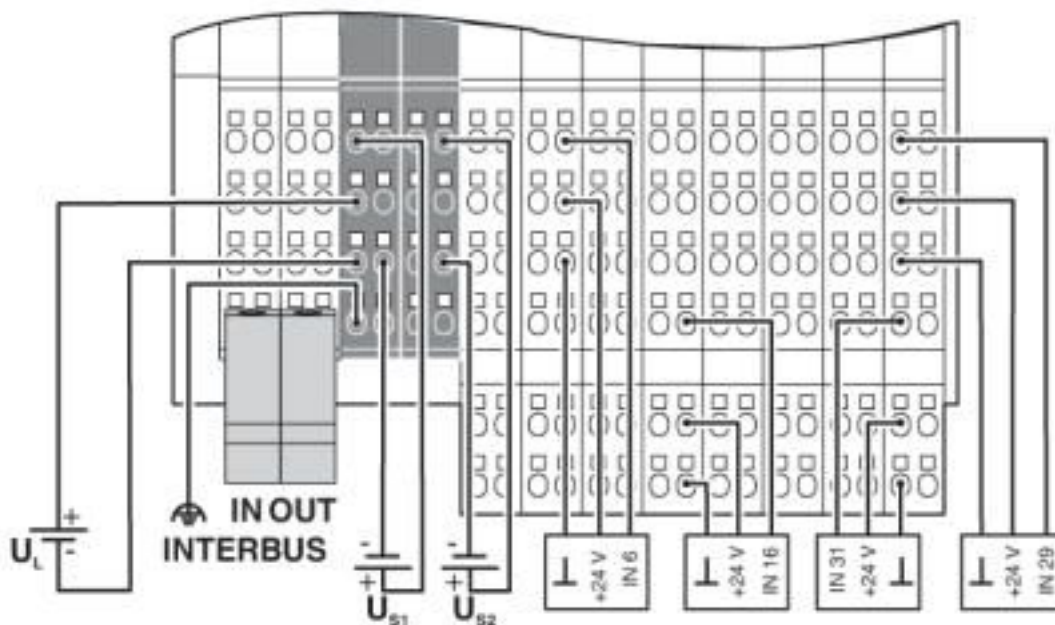 IN OUT
INTERBUS
+
-
U_L
-
+
U_S1
-
+
U_S2
+24 V
IN 6
+24 V
IN 16
IN 31
+24 V
+24 V
IN 29